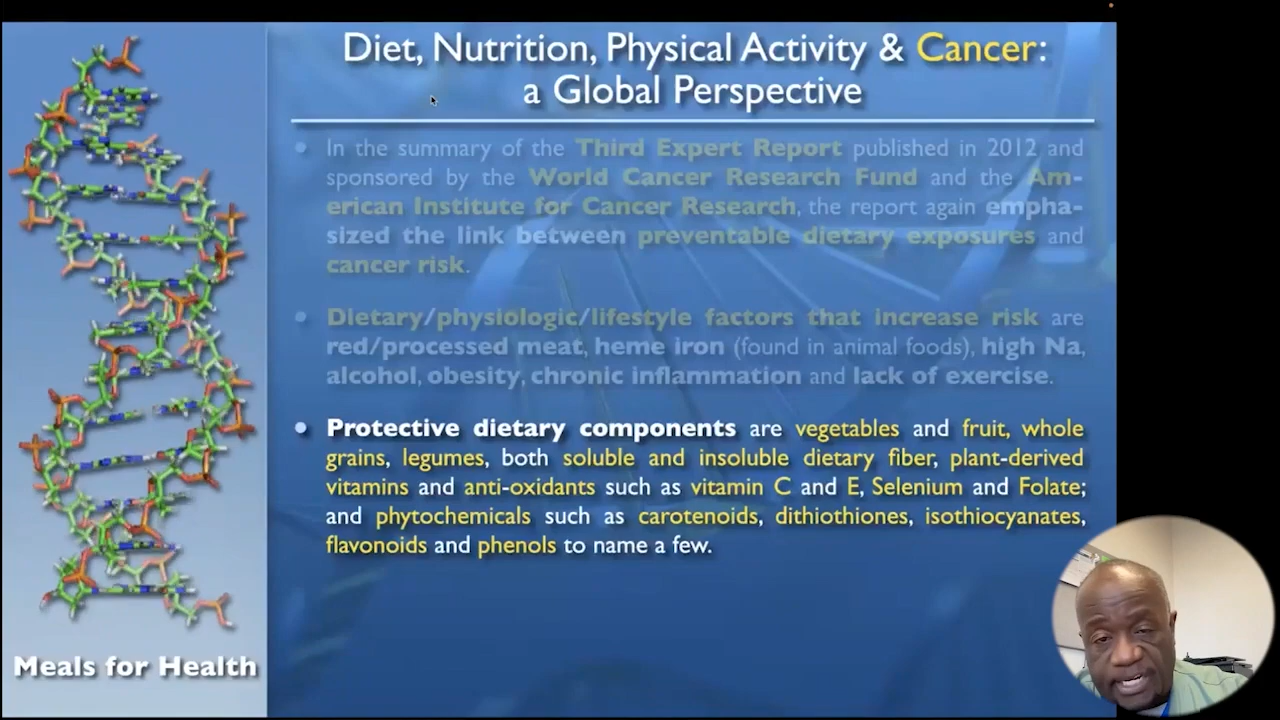 Diet, Nutrition, Physical Activity & Cancer:
a Global Perspective
• In the summary of the Third Expert Report published in 2012 and
sponsored by the World Cancer Research Fund and the Am-
erican Institute for Cancer Research, the report again empha-
sized the link between preventable dietary exposures and
cancer risk.
• Dietary/physiologic/lifestyle factors that increase risk are
red/processed meat, heme iron (found in animal foods), high Na,
alcohol, obesity, chronic inflammation and lack of exercise.
• Protective dietary components are vegetables and fruit, whole
grains, legumes, both soluble and insoluble dietary fiber, plant-derived
vitamins and anti-oxidants such as vitamin C and E, Selenium and Folate;
and phytochemicals such as carotenoids, dithiothiones, isothiocyanates,
flavonoids and phenols to name a few.
Meals for Health